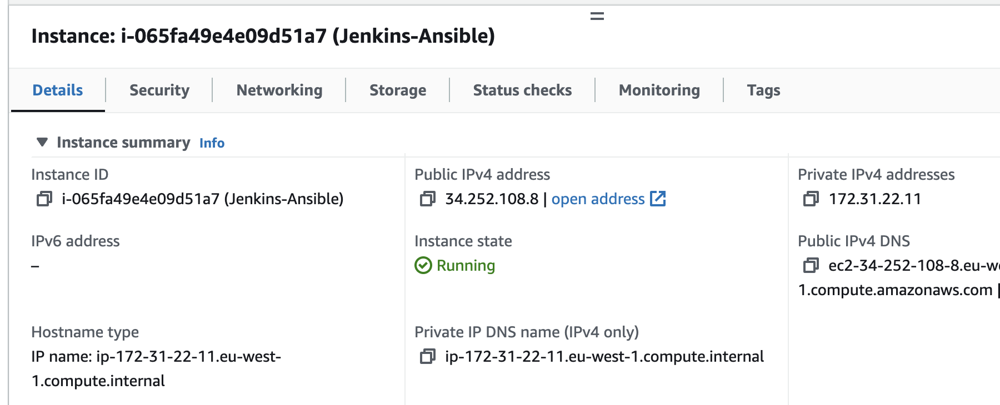 Instance: i-065fa49e4e09d51a7 (Jenkins-Ansible)
Details
Security
Networking
Storage
Status checks
Monitoring
Tags
Instance summary Info
Instance ID
i-065fa49e4e09d51a7 (Jenkins-Ansible)
Public IPv4 address
34.252.108.8 | open address
Private IPv4 addresses
172.31.22.11
IPv6 address
–
Instance state
Running
Public IPv4 DNS
ec2-34-252-108-8.eu-we
1.compute.amazonaws.com |
Hostname type
IP name: ip-172-31-22-11.eu-west-
1.compute.internal
Private IP DNS name (IPv4 only)
ip-172-31-22-11.eu-west-1.compute.internal